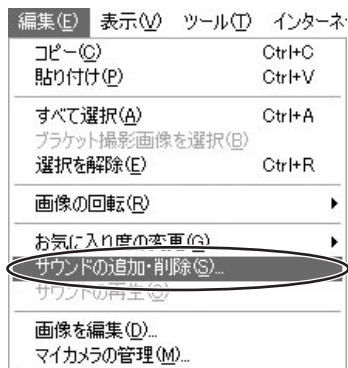 編集(E) 表示(V) ツール(T) インターネ
コピー(C) Ctrl+C
貼り付け(P) Ctrl+V
すべて選択(A) Ctrl+A
ブラケット撮影画像を選択(B)
選択を解除(E) Ctrl+R
画像の回転(R)
お気に入り度の変更(G)
サウンドの追加・削除(S)...
サウンドの再生(O)
画像を編集(D)...
マイカメラの管理(M)...